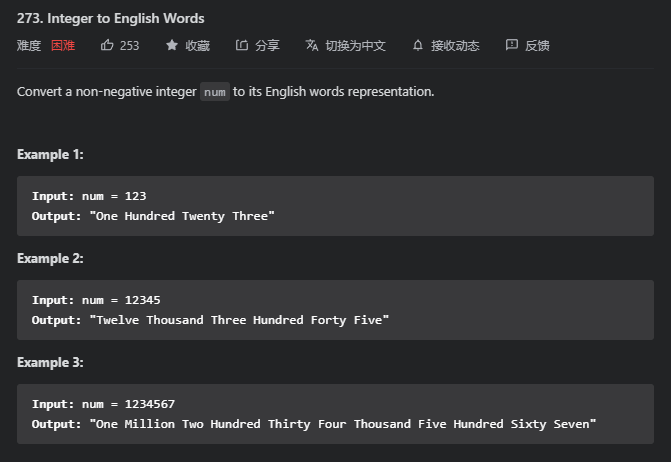 273. Integer to English Words
难度 困难 253 收藏 分享 切换为中文 接收动态 反馈
Convert a non-negative integer num to its English words representation.
Example 1:
Input: num = 123
Output: "One Hundred Twenty Three"
Example 2:
Input: num = 12345
Output: "Twelve Thousand Three Hundred Forty Five"
Example 3:
Input: num = 1234567
Output: "One Million Two Hundred Thirty Four Thousand Five Hundred Sixty Seven"